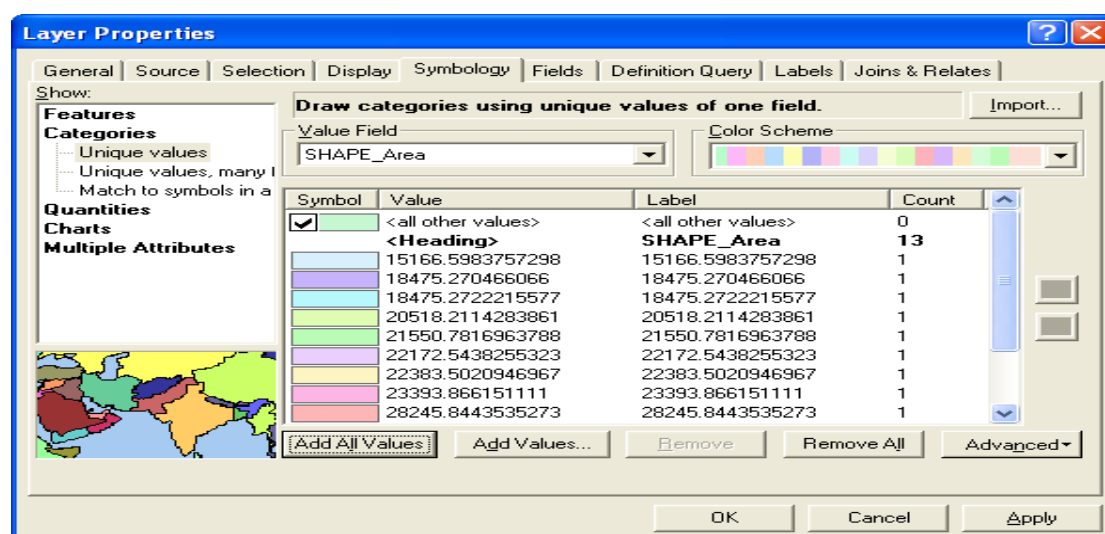 Layer Properties
General Source Selection Display Symbology Fields Definition Query Labels Joins & Relates
Show:
Features
Categories
Unique values
Unique values, many l
Match to symbols in a
Quantities
Charts
Multiple Attributes
Draw categories using unique values of one field.
Import...
Value Field
SHAPE_Area
Color Scheme
Symbol Value Label Count
<all other values> <all other values> 0
<Heading> SHAPE_Area 13
15166.5983757298 15166.5983757298 1
18475.270466066 18475.270466066 1
18475.2722215577 18475.2722215577 1
20518.2114283861 20518.2114283861 1
21550.7816963788 21550.7816963788 1
22172.5438255323 22172.5438255323 1
22383.5020946967 22383.5020946967 1
23393.866151111 23393.866151111 1
28245.8443535273 28245.8443535273 1
Add All Values Add Values... Remove Remove All Advanced
OK Cancel Apply